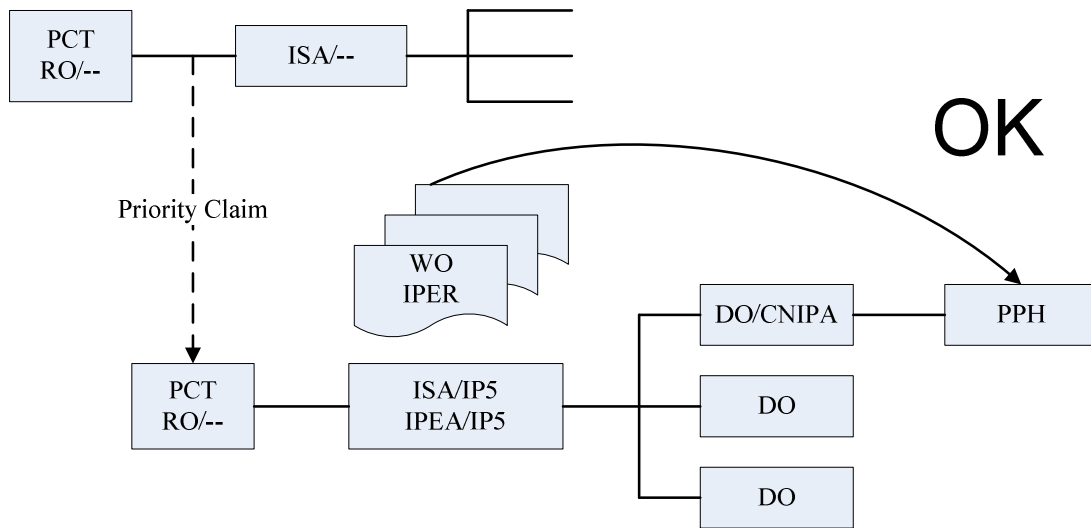 PCT
RO/--
ISA/--
OK
Priority Claim
WO
IPER
DO/CNIPA
PPH
PCT
RO/--
ISA/IP5
IPEA/IP5
DO
DO